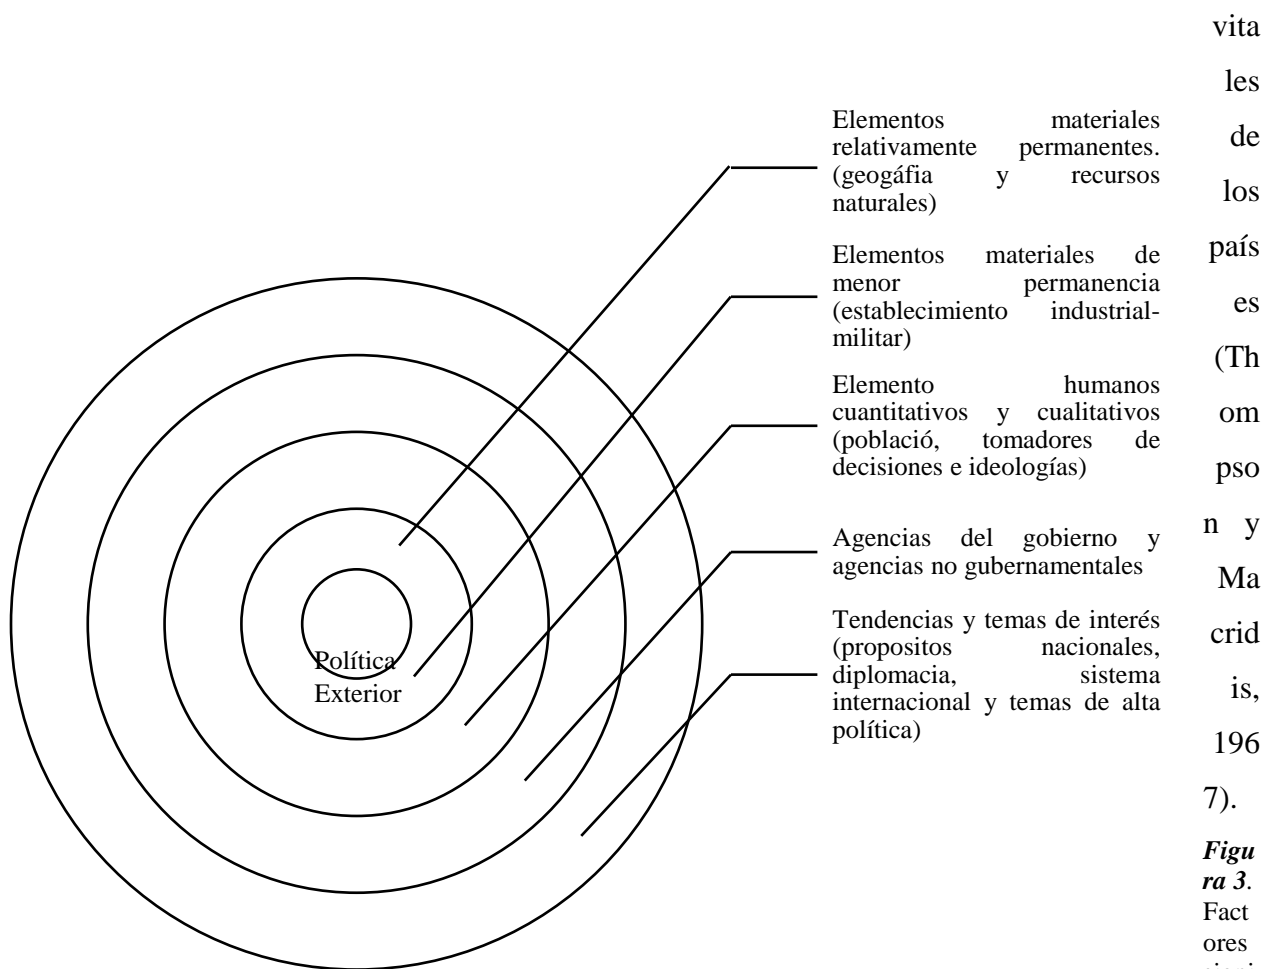 Elementos materiales
relativamente permanentes.
(geogáfia y recursos
naturales)
Elementos materiales de
menor permanencia
(establecimiento industrial-
militar)
Elemento humanos
cuantitativos y cualitativos
(població, tomadores de
decisiones e ideologías)
Agencias del gobierno y
agencias no gubernamentales
Tendencias y temas de interés
(propositos nacionales,
diplomacia, sistema
internacional y temas de alta
política)
Política
Exterior
vita
les
de
los
país
es
(Th
om
pso
n y
Ma
crid
is,
196
7).
Figu
ra 3.
Fact
ores